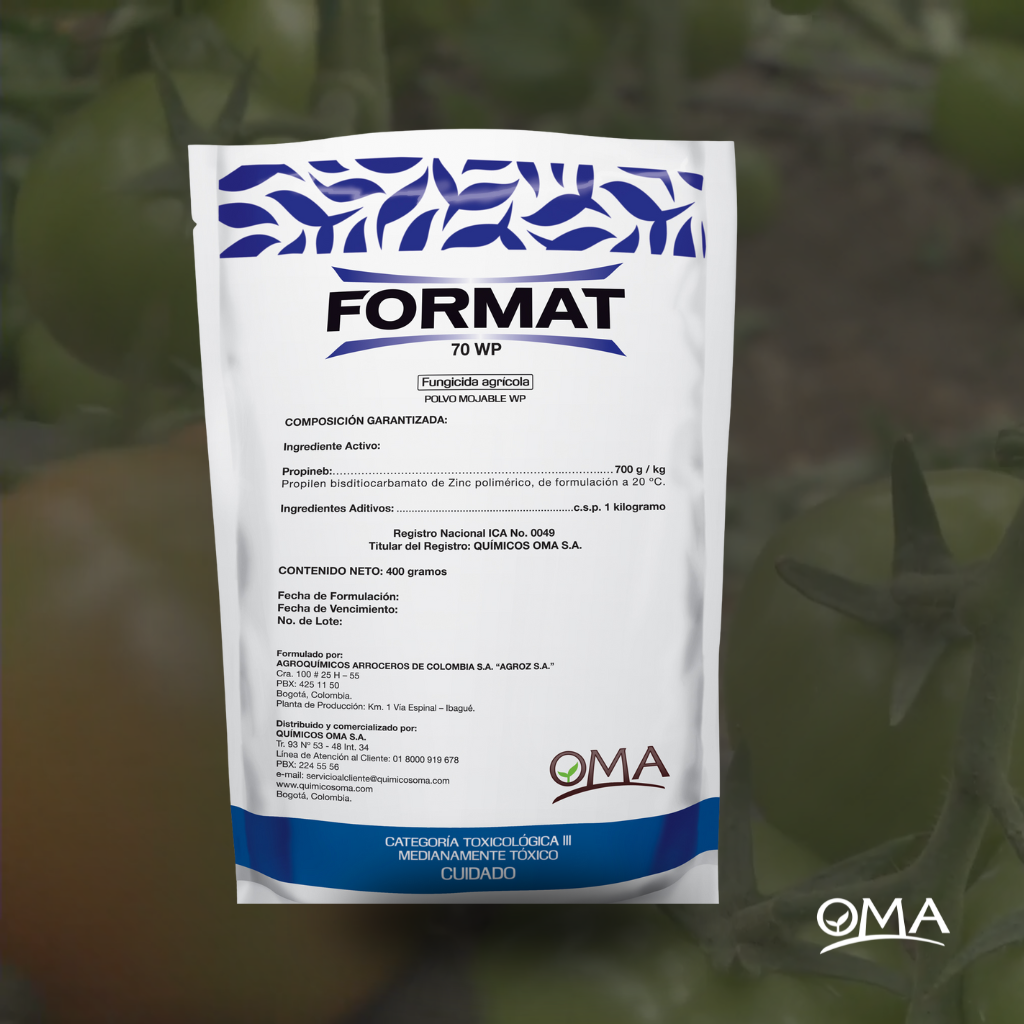 FORMAT
70 WP
Fungicida agrícola
POLVO MOJABLE WP
COMPOSICIÓN GARANTIZADA:
Ingrediente Activo:
Propineb:................................................................700 g / kg
Propilen bisditiocarbamato de Zinc polimérico, de formulación a 20 ºC.
Ingredientes Aditivos: ...........................................................c.s.p. 1 kilogramo
Registro Nacional ICA No. 0049
Titular del Registro: QUÍMICOS OMA S.A.
CONTENIDO NETO: 400 gramos
Fecha de Formulación:
Fecha de Vencimiento:
No. de Lote:
Formulado por:
AGROQUÍMICOS ARROCEROS DE COLOMBIA S.A. “AGROZ S.A.”
Cra. 100 # 25 H – 55
PBX: 425 11 50
Bogotá, Colombia.
Planta de Producción: Km. 1 Vía Espinal – Ibagué.
Distribuido y comercializado por:
QUÍMICOS OMA S.A.
Tr. 93 Nº 53 - 48 Int. 34
Línea de Atención al Cliente: 01 8000 919 678
PBX: 224 55 56
e-mail: servicioalcliente@quimicosoma.com
www.quimicosoma.com
Bogotá, Colombia.
OMA
CATEGORÍA TOXICOLÓGICA III
MEDIANAMENTE TÓXICO
CUIDADO
OMA